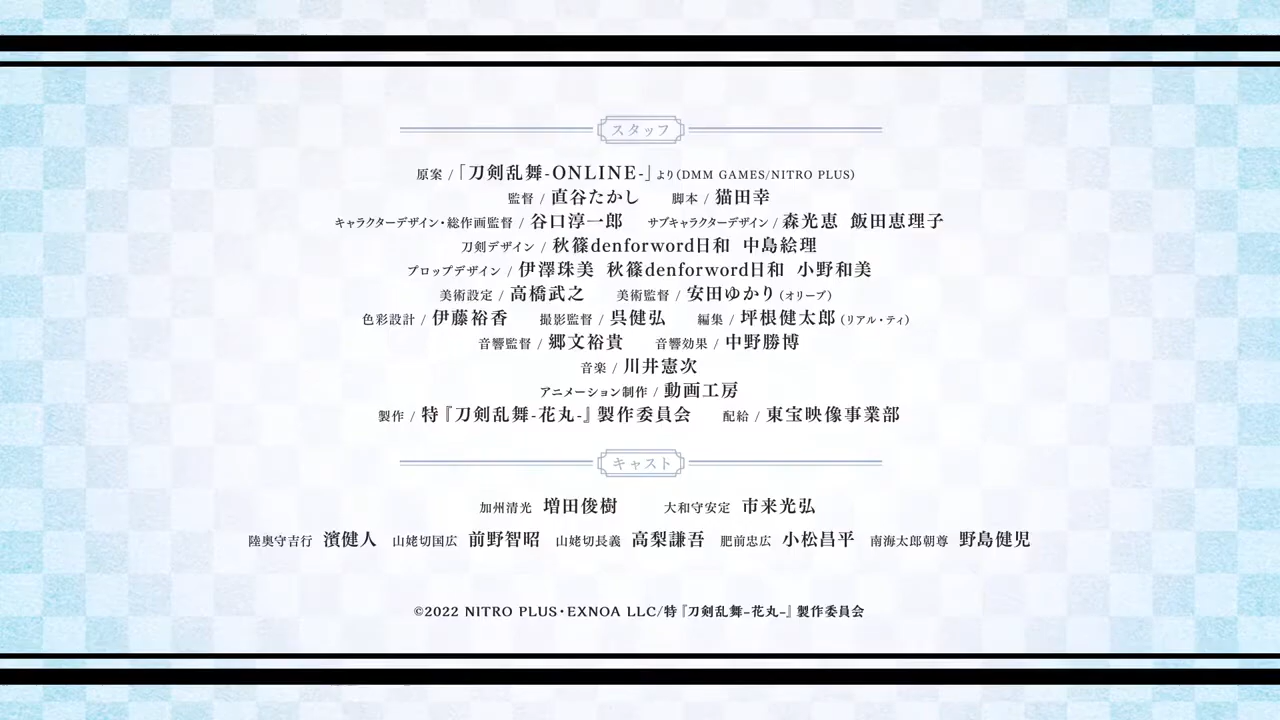 スタッフ
原案 / 「刀剣乱舞-ONLINE-」より(DMM GAMES/NITRO PLUS)
監督 / 直谷たかし 脚本 / 猫田幸
キャラクターデザイン・総作画監督 / 谷口淳一郎 サブキャラクターデザイン / 森光恵 飯田恵理子
刀剣デザイン / 秋篠denforword日和 中島絵理
プロップデザイン / 伊澤珠美 秋篠denforword日和 小野和美
美術設定 / 高橋武之 美術監督 / 安田ゆかり(オリーブ)
色彩設計 / 伊藤裕香 撮影監督 / 呉健弘 編集 / 坪根健太郎(リアル・ティ)
音響監督 / 郷文裕貴 音響効果 / 中野勝博
音楽 / 川井憲次
アニメーション制作 / 動画工房
製作 / 特『刀剣乱舞-花丸-』製作委員会 配給 / 東宝映像事業部
キャスト
加州清光 増田俊樹 大和守安定 市来光弘
陸奥守吉行 濱健人 山姥切国広 前野智昭 山姥切長義 高梨謙吾 肥前忠広 小松昌平 南海太郎朝尊 野島健児
©2022 NITRO PLUS・EXNOA LLC/特『刀剣乱舞-花丸-』製作委員会